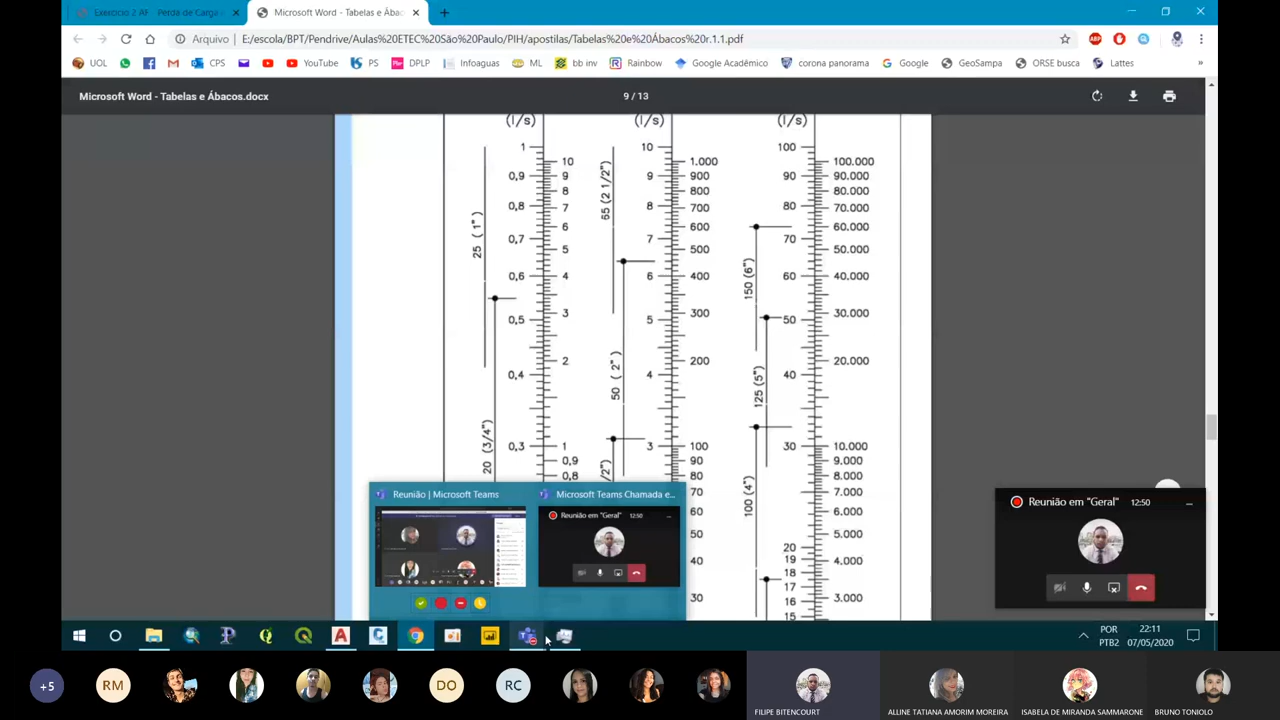 Exercício 2 AF - Perda de Carga
Microsoft Word - Tabelas e Ába
Arquivo E:/escola/BPT/Pendrive/Aulas%20ETEC%20São%20Paulo/PIH/apostilas/Tabelas%20e%20Ábacos%20r.1.1.pdf
UOL CPS YouTube PS DPLP Infoaguas ML bb inv Rainbow Google Acadêmico corona panorama Google GeoSampa ORSE busca Lattes »
Microsoft Word - Tabelas e Ábacos.docx 9 / 13
(l/s) (l/s) (l/s)
1 10 10 1.000 100 100.000
0,9 9 9 900 90 90.000
8 800 80.000
0,8 7 8 700 80 70.000
6 600 60.000
0,7 5 7 500 70 50.000
0,6 4 6 400 60 40.000
3 300 30.000
0,5 5 50
2 200 20.000
0,4 4 40
0,3 1 3 100 30 10.000
0,9 90 9.000
0,8 80 8.000
70 7.000
60 6.000
50 5.000
20
19
40 18 4.000
17
30 16 3.000
15
25 (1")
20 (3/4")
65 (2 1/2")
50 (2")
/2")
150 (6")
125 (5")
100 (4")
Reunião | Microsoft Teams Microsoft Teams Chamada e...
Reunião em "Geral" 12:50
Reunião em "Geral" 12:50
POR
PTB2
22:11
07/05/2020
+5 RM DO RC
FILIPE BITENCOURT ALLINE TATIANA AMORIM MOREIRA ISABELA DE MIRANDA SAMMARONE BRUNO TONIOLO